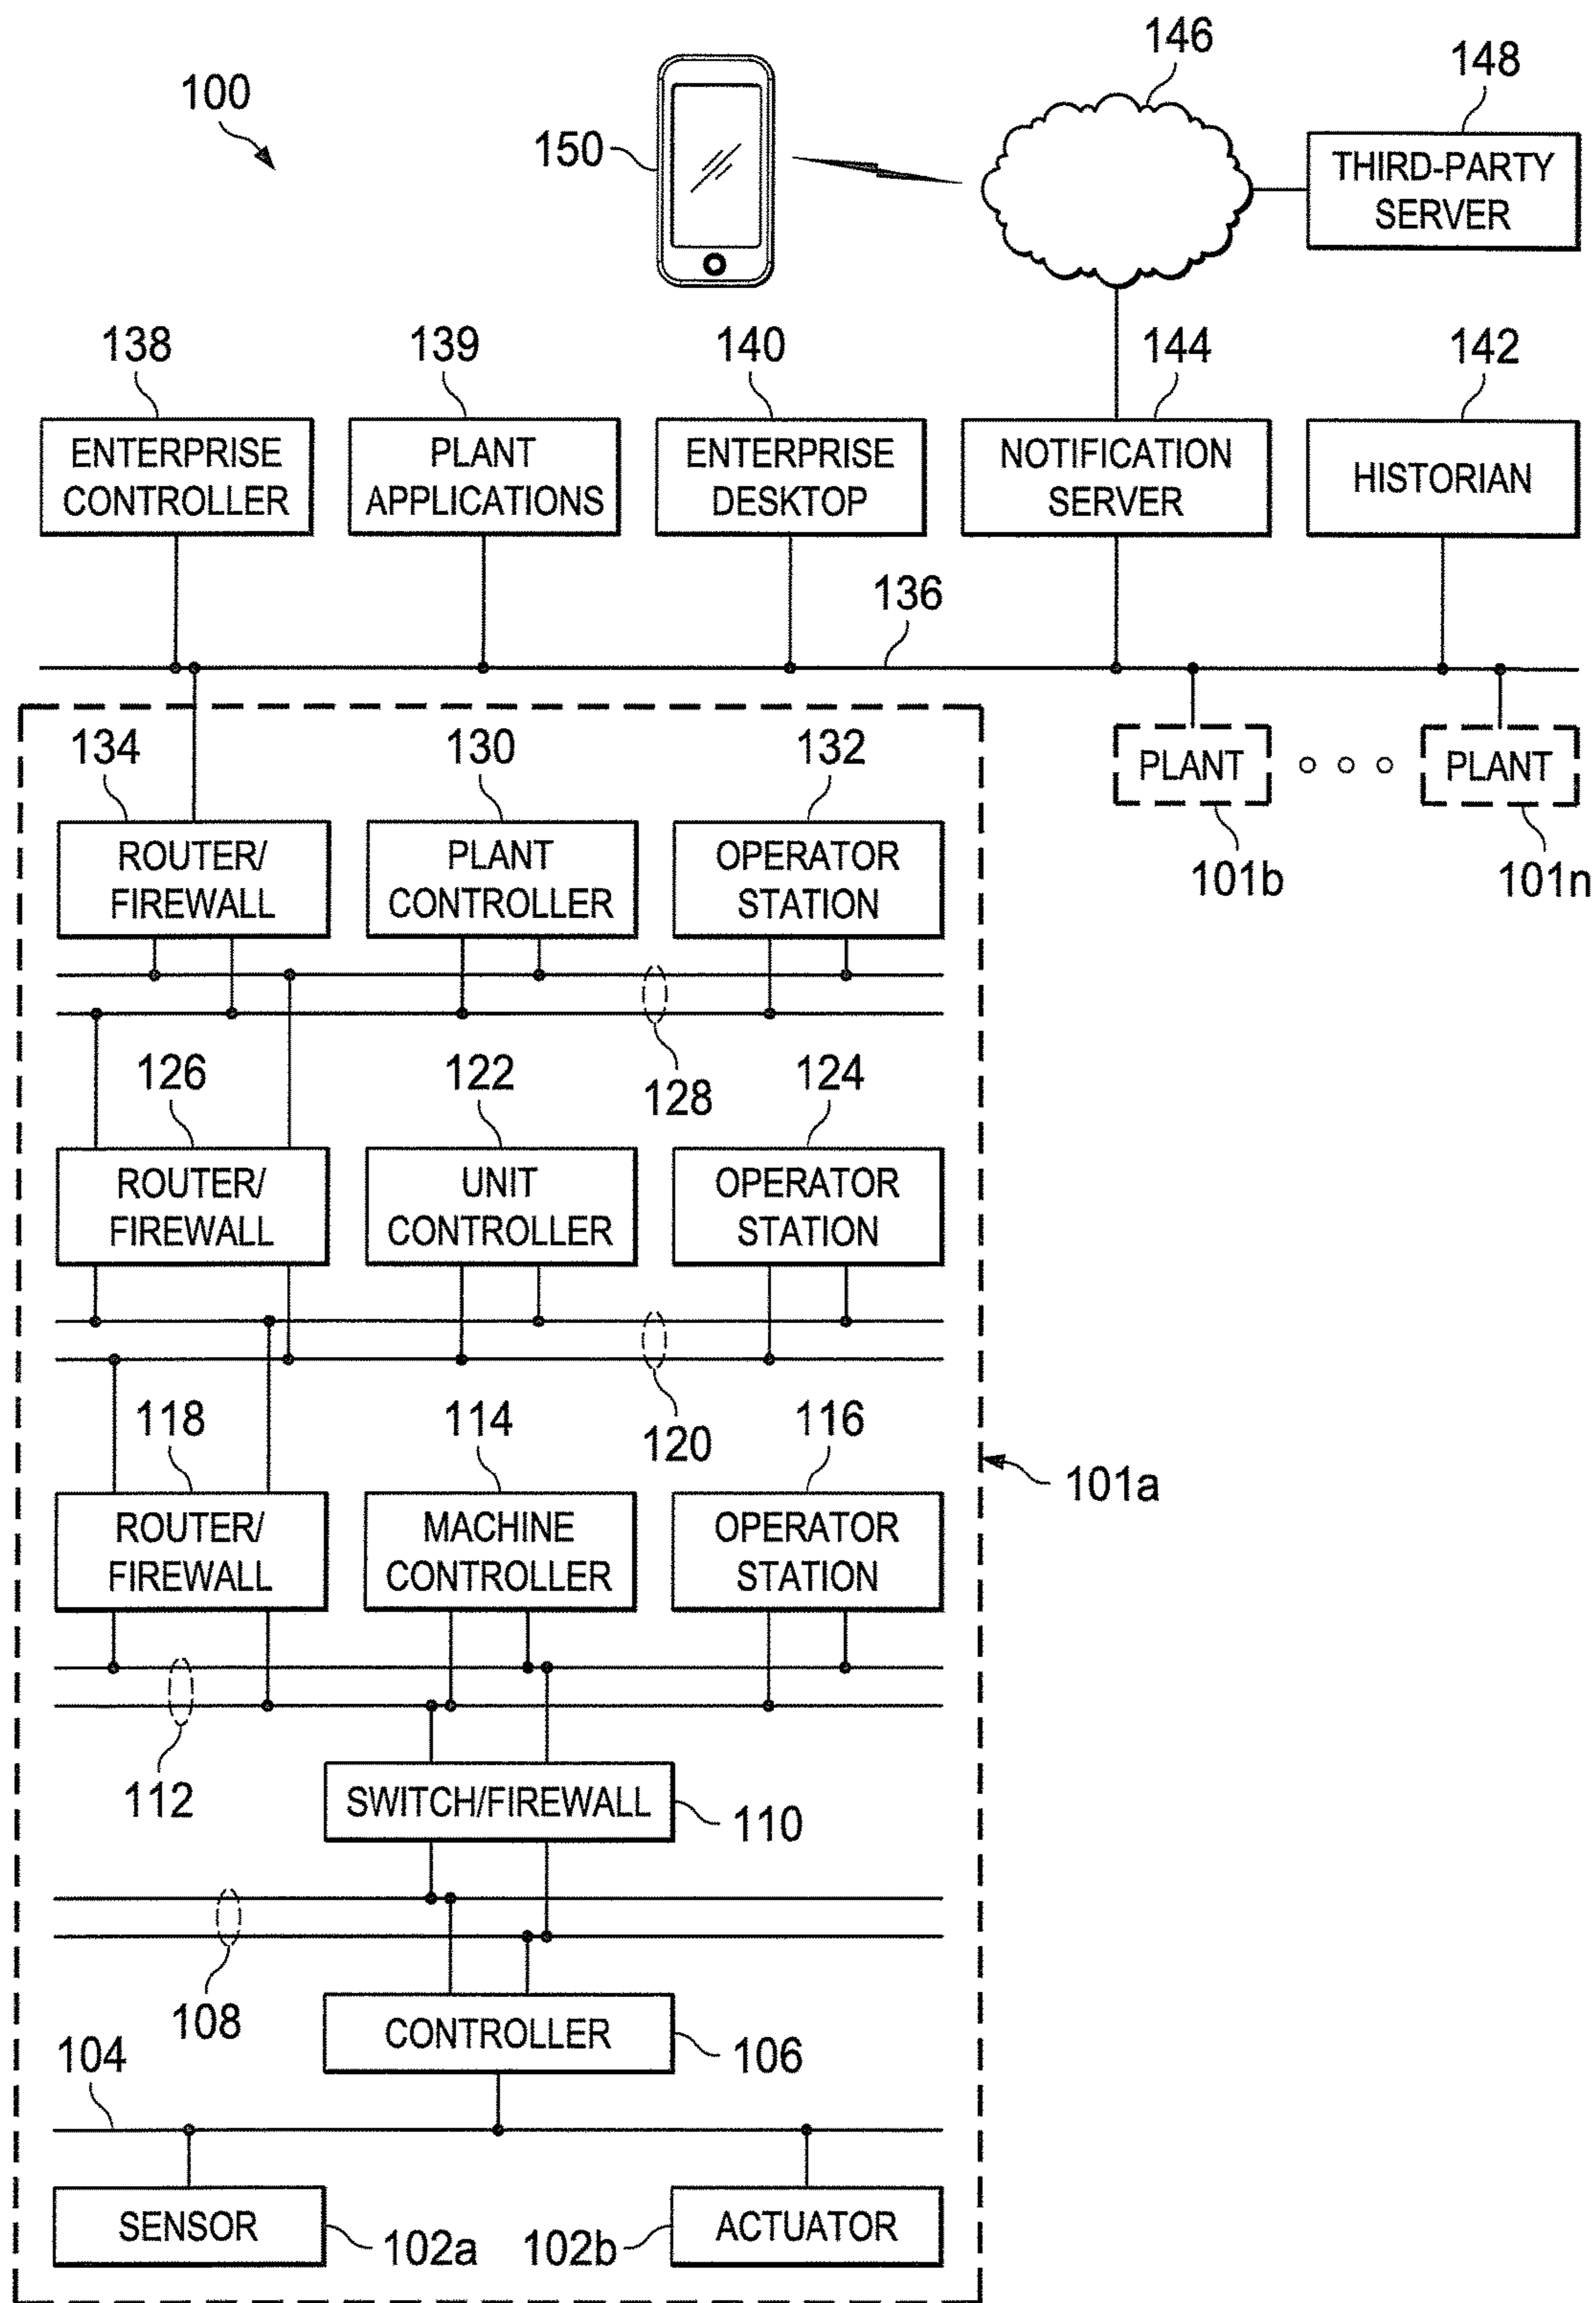 146
148
100
150
THIRD-PARTY
SERVER
138
139
140
144
142
ENTERPRISE
CONTROLLER
PLANT
APPLICATIONS
ENTERPRISE
DESKTOP
NOTIFICATION
SERVER
HISTORIAN
136
134
130
132
PLANT
PLANT
ROUTER/
FIREWALL
PLANT
CONTROLLER
OPERATOR
STATION
101b
101n
126
122
128
124
ROUTER/
FIREWALL
UNIT
CONTROLLER
OPERATOR
STATION
118
114
120
116
101a
ROUTER/
FIREWALL
MACHINE
CONTROLLER
OPERATOR
STATION
112
SWITCH/FIREWALL
110
108
CONTROLLER
106
104
SENSOR
102a
102b
ACTUATOR